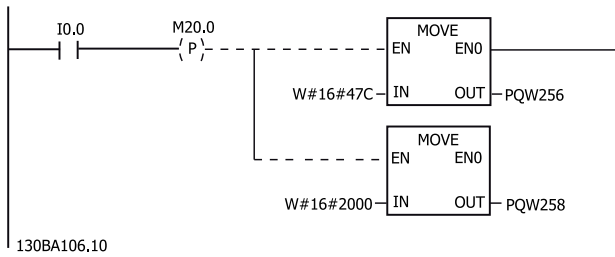 I0.0 M20.0
( P )
MOVE
EN EN0
W#16#47C IN OUT PQW256
MOVE
EN EN0
W#16#2000 IN OUT PQW258
130BA106.10